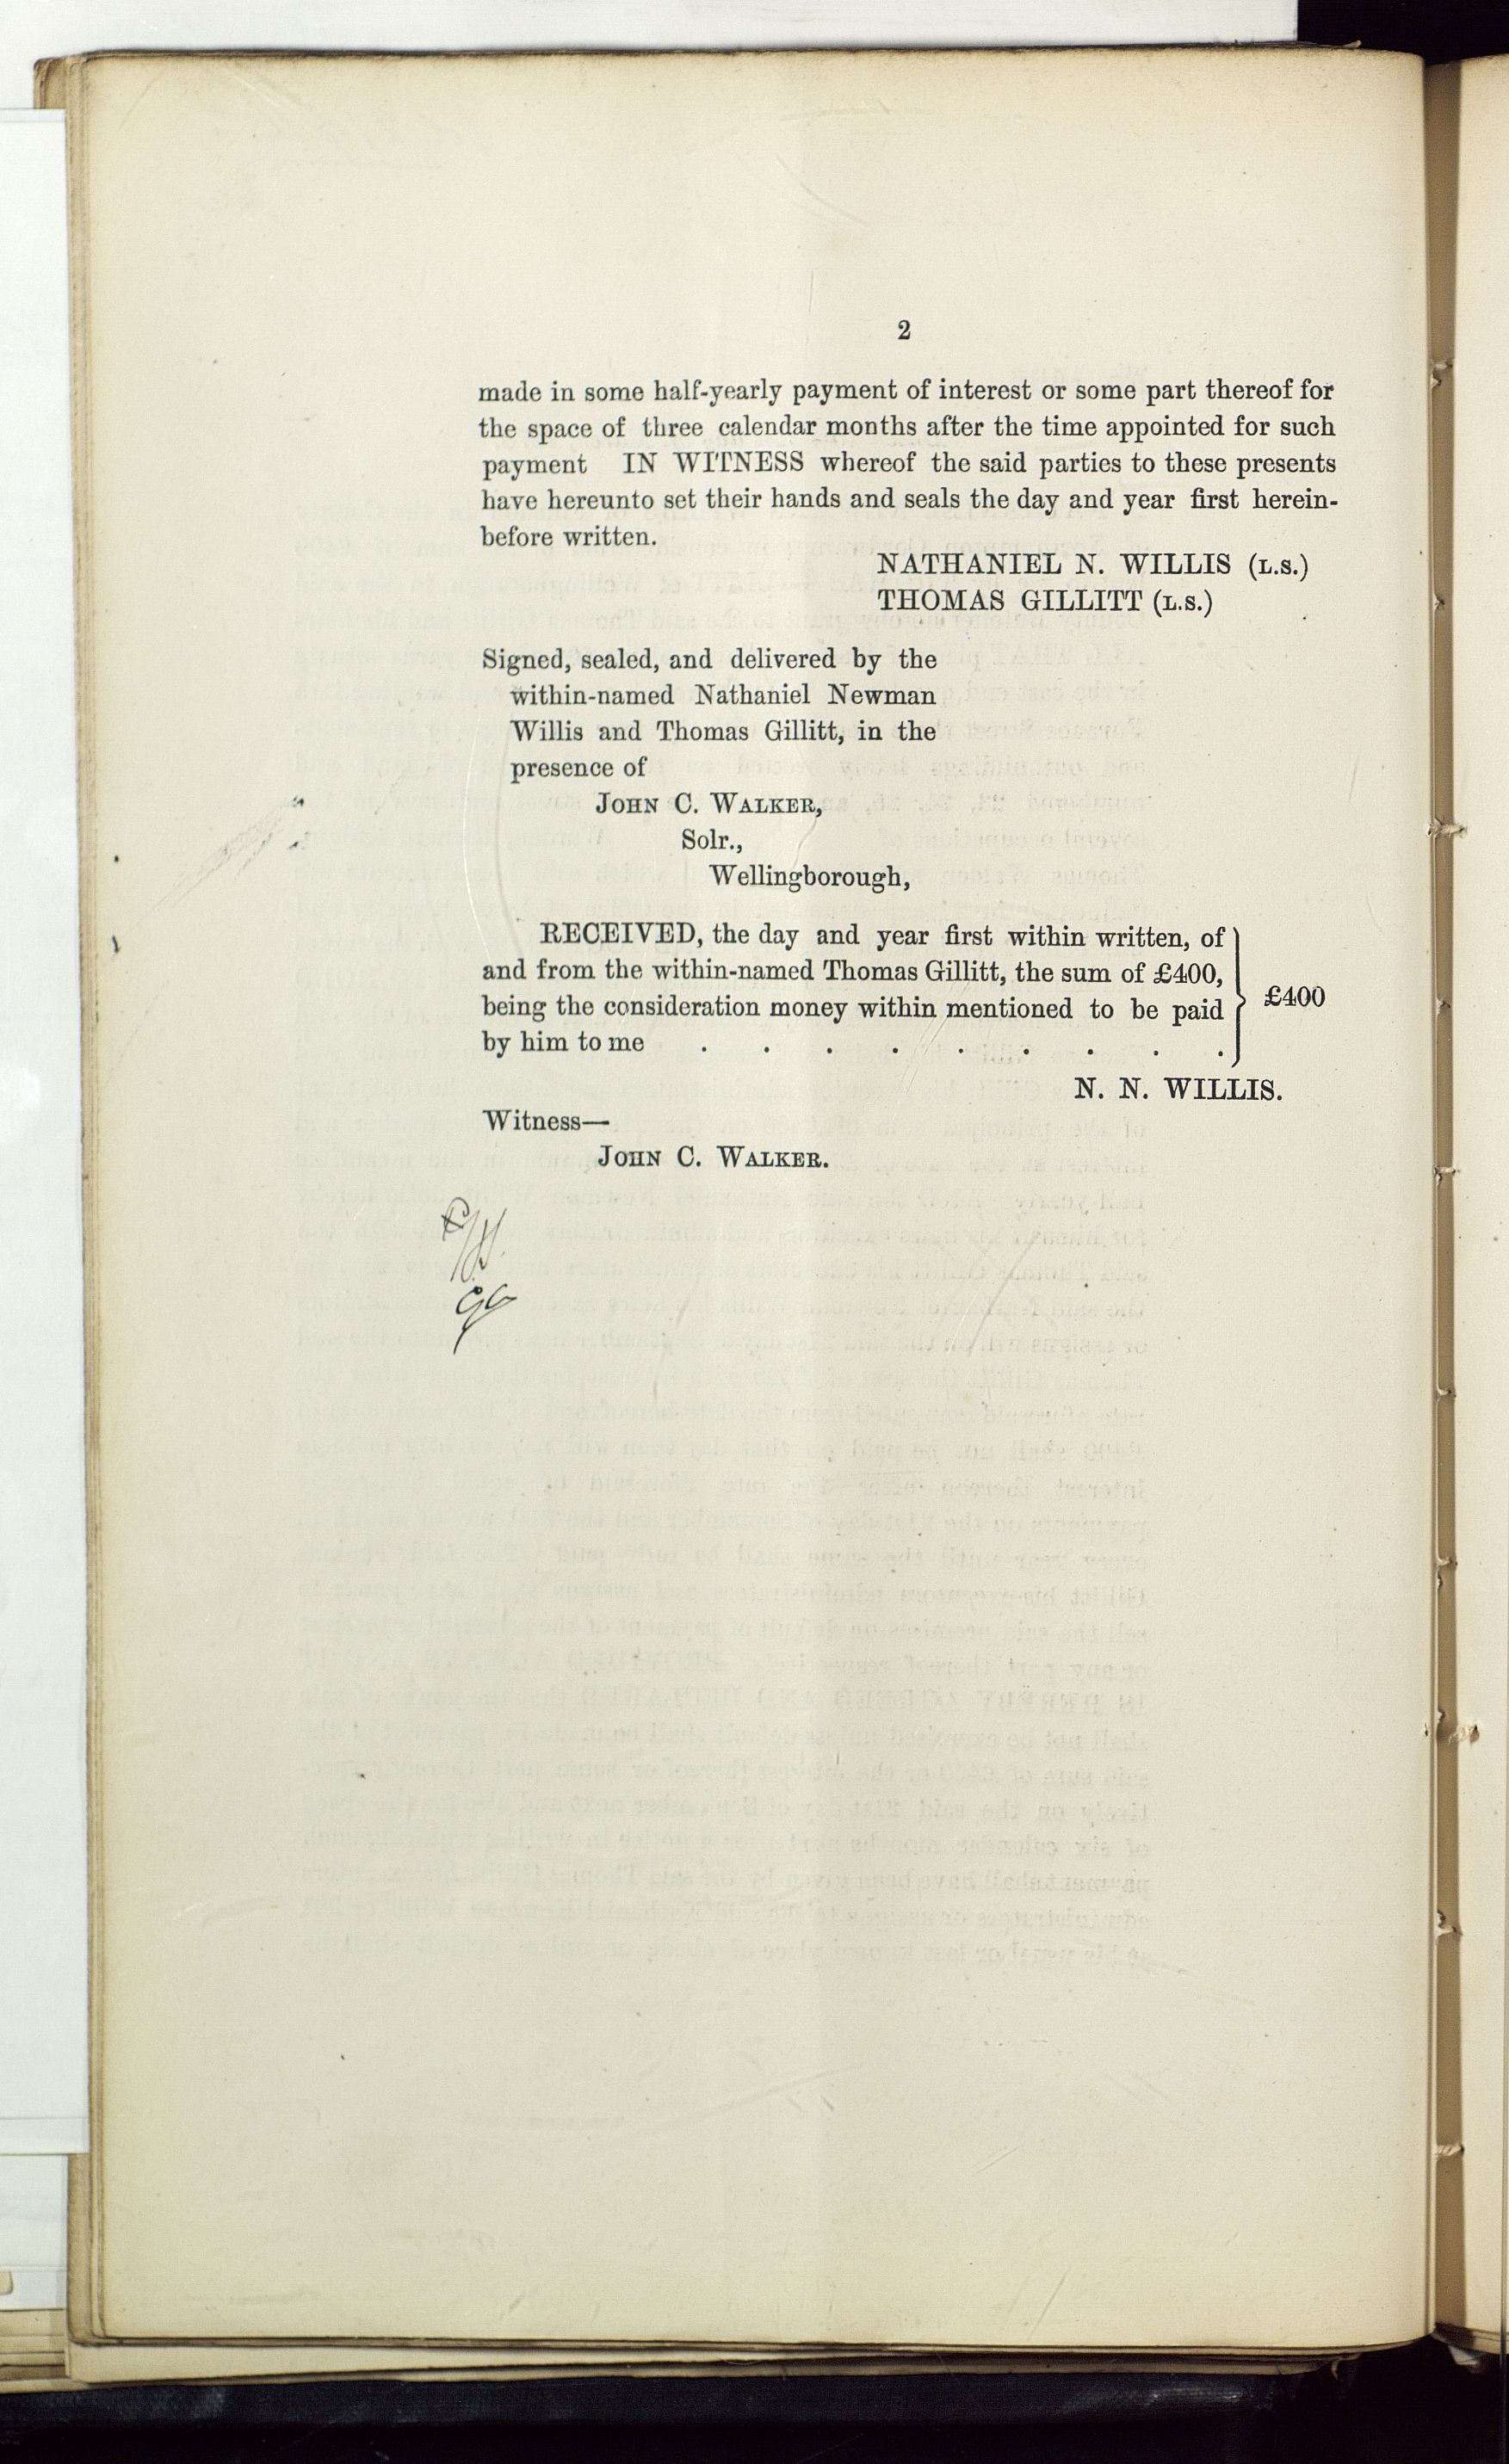 2
made in some half-yearly payment of interest or some part thereof for
the space of three calendar months after the time appointed for such
payment IN WITNESS whereof the said parties to these presents
have hereunto set their hands and seals the day and year first herein-
before written.
NATHANIEL N. WILLIS (L.S.)
THOMAS GILLITT (L.S.)
Signed, sealed, and delivered by the
within-named Nathaniel Newman
Willis and Thomas Gillitt, in the
presence of
JOHN C. WALKER,
Solr.,
Wellingborough,
RECEIVED, the day and year first within written, of
and from the within-named Thomas Gillitt, the sum of £400,
being the consideration money within mentioned to be paid
by him to me . . . . . . . . .
£400
N. N. WILLIS.
Witness—
JOHN C. WALKER.